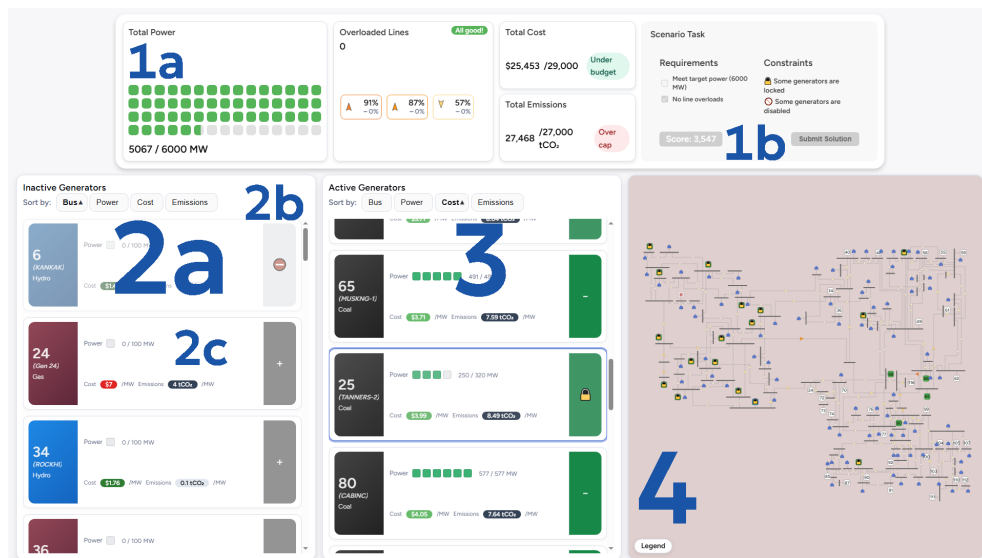 Total Power
1a
5067 / 6000 MW
Overloaded Lines
All good!
0
91%
– 0%
87%
– 0%
57%
– 0%
Total Cost
$25,453 /29,000
Under
budget
Total Emissions
27,468 /27,000
tCO₂
Over
cap
Scenario Task
Requirements
Meet target power (6000
MW)
No line overloads
Constraints
Some generators are
locked
Some generators are
disabled
Score: 3,547
1b
Submit Solution
Inactive Generators
Sort by: Bus▲ Power Cost Emissions
2b
2a
6
(KANKAK)
Hydro
Power 0 / 100 M
Cost
/MW
24
(Gen 24)
Gas
Power 0 / 100 MW
2c
Cost $7 /MW Emissions 4 tCO₂ /MW
+
34
(ROCKHI)
Hydro
Power 0 / 100 MW
Cost $1.76 /MW Emissions 0.1 tCO₂ /MW
+
36
Power 0 / 100 MW
Active Generators
Sort by: Bus Power Cost▲ Emissions
3
65
(MUSKNG-1)
Coal
Power 491 /
Cost $3.71 /MW Emissions 7.59 tCO₂ /MW
–
25
(TANNERS-2)
Coal
Power 250 / 320 MW
Cost $3.99 /MW Emissions 8.49 tCO₂ /MW
80
(CABINC)
Coal
Power 577 / 577 MW
Cost $4.05 /MW Emissions 7.64 tCO₂ /MW
–
4
Legend